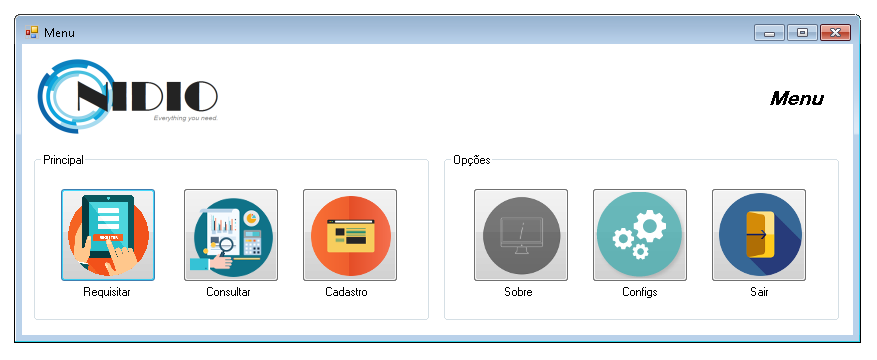 Menu
NIDIO
Everything you need.
Menu
Principal
Opções
Requisitar
Consultar
Cadastro
Sobre
Configs
Sair